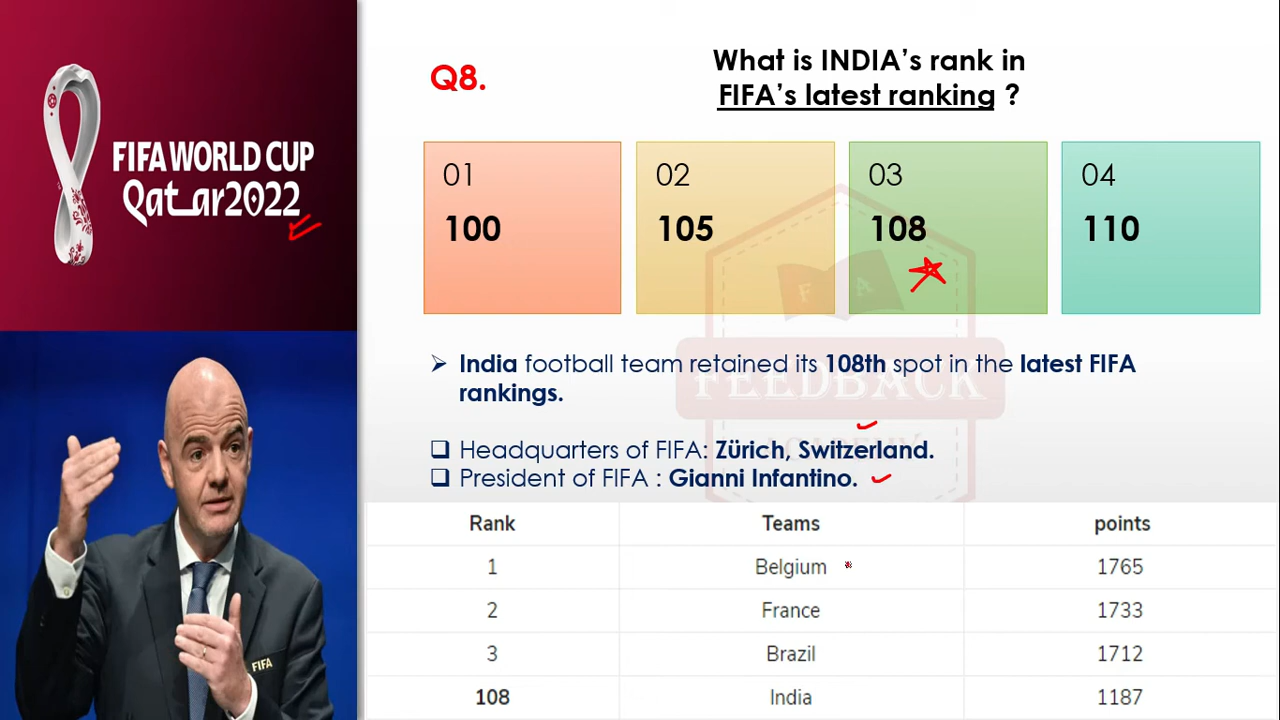 FIFA WORLD CUP
Qatar2022
Q8.
What is INDIA's rank in
FIFA's latest ranking ?
01
100
02
105
03
108
04
110
➢ India football team retained its 108th spot in the latest FIFA
rankings.
❑ Headquarters of FIFA: Zürich, Switzerland.
❑ President of FIFA : Gianni Infantino.
F A
FEEDBACK
ACADEMY
Rank Teams points
1 Belgium 1765
2 France 1733
3 Brazil 1712
108 India 1187
FIFA